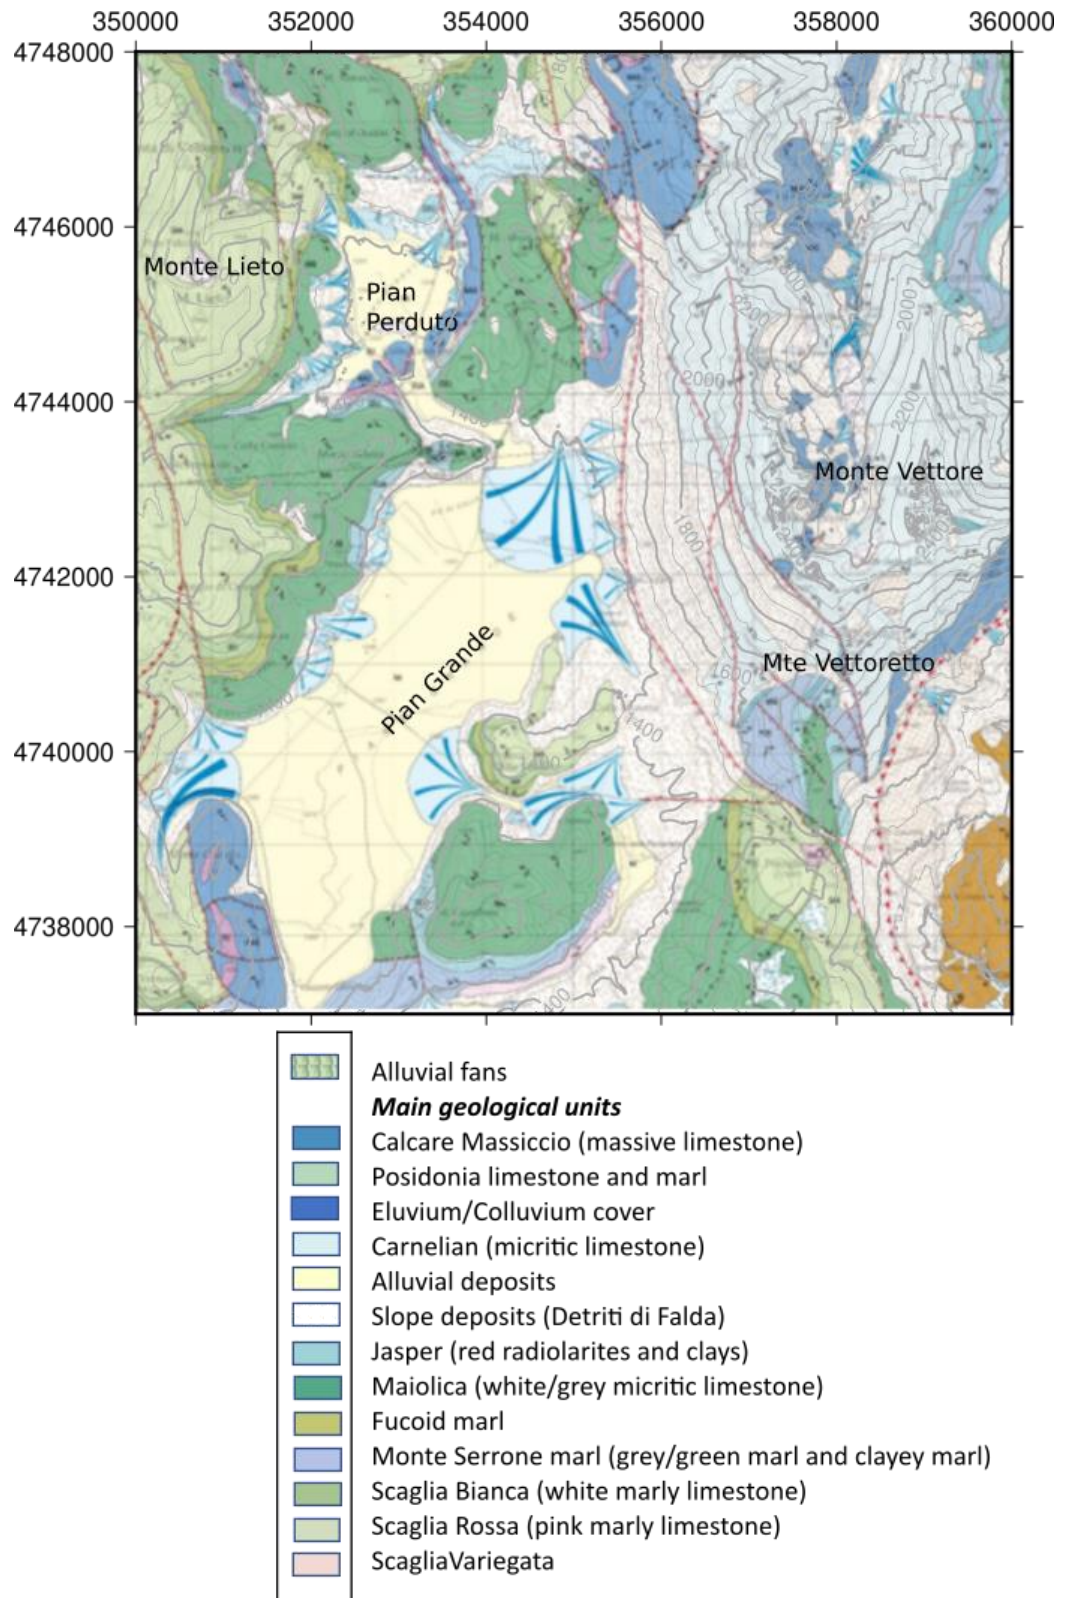 350000 352000 354000 356000 358000 360000
4748000
4746000
4744000
4742000
4740000
4738000
Monte Lieto
Pian
Perduto
Monte Vettore
Mte Vettoretto
Pian Grande
2200
2000
2000
2200
1800
1600
1400
1400
1400
Alluvial fans
Main geological units
Calcare Massiccio (massive limestone)
Posidonia limestone and marl
Eluvium/Colluvium cover
Carnelian (micritic limestone)
Alluvial deposits
Slope deposits (Detriti di Falda)
Jasper (red radiolarites and clays)
Maiolica (white/grey micritic limestone)
Fucoid marl
Monte Serrone marl (grey/green marl and clayey marl)
Scaglia Bianca (white marly limestone)
Scaglia Rossa (pink marly limestone)
ScagliaVariegata